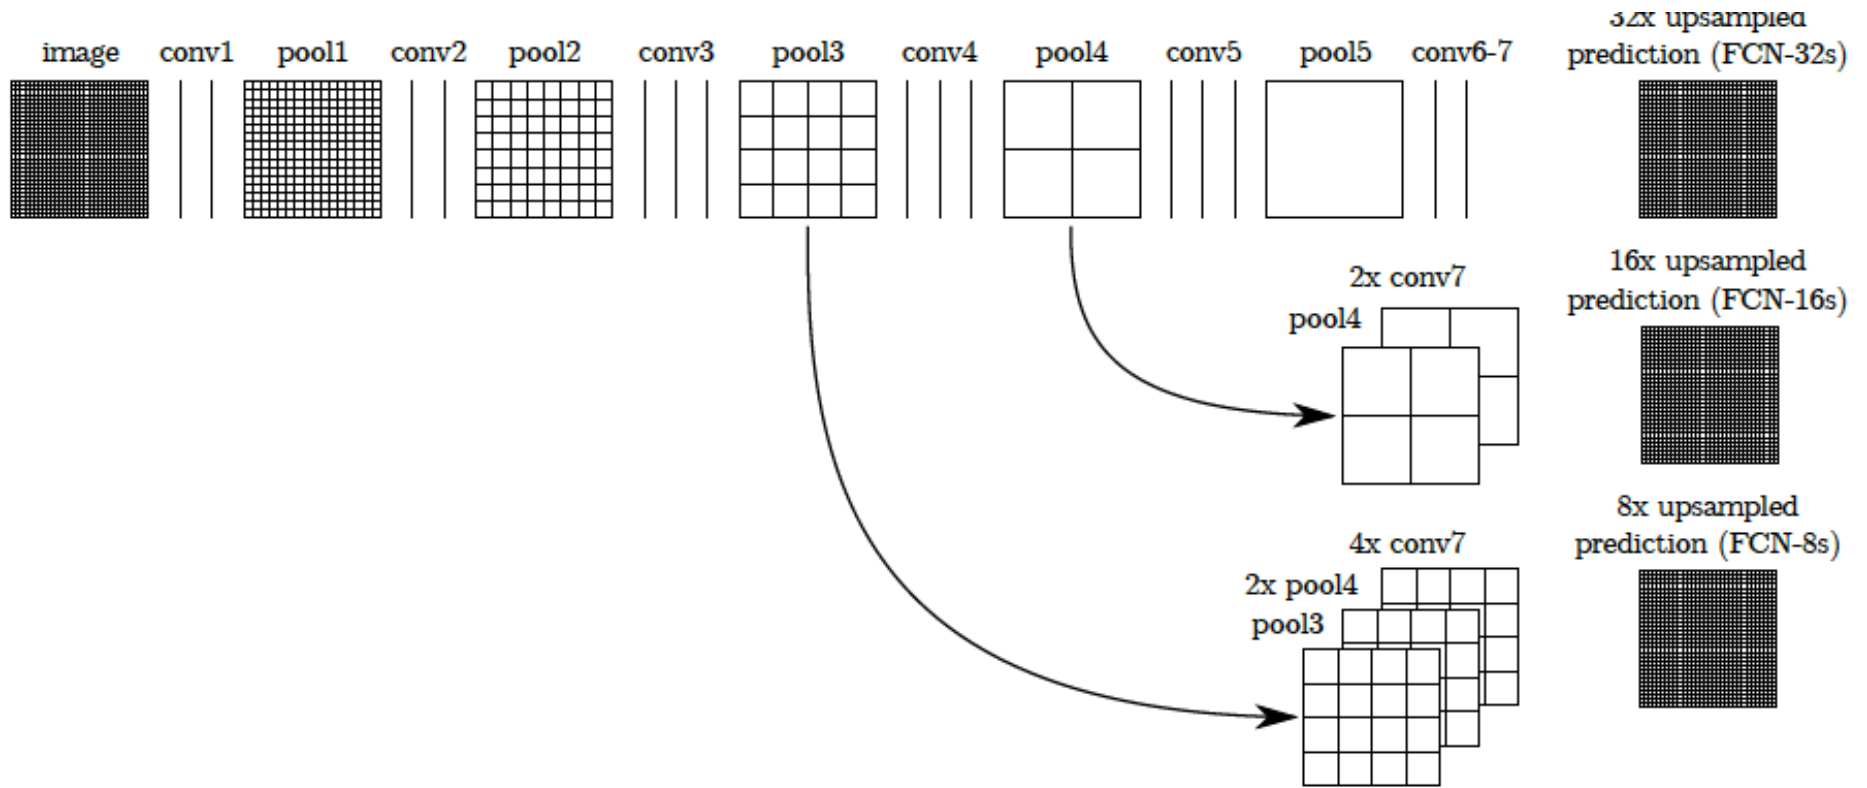 32x upsampled
image conv1 pool1 conv2 pool2 conv3 pool3 conv4 pool4 conv5 pool5 conv6-7 prediction (FCN-32s)
16x upsampled
2x conv7 prediction (FCN-16s)
pool4
8x upsampled
4x conv7 prediction (FCN-8s)
2x pool4
pool3